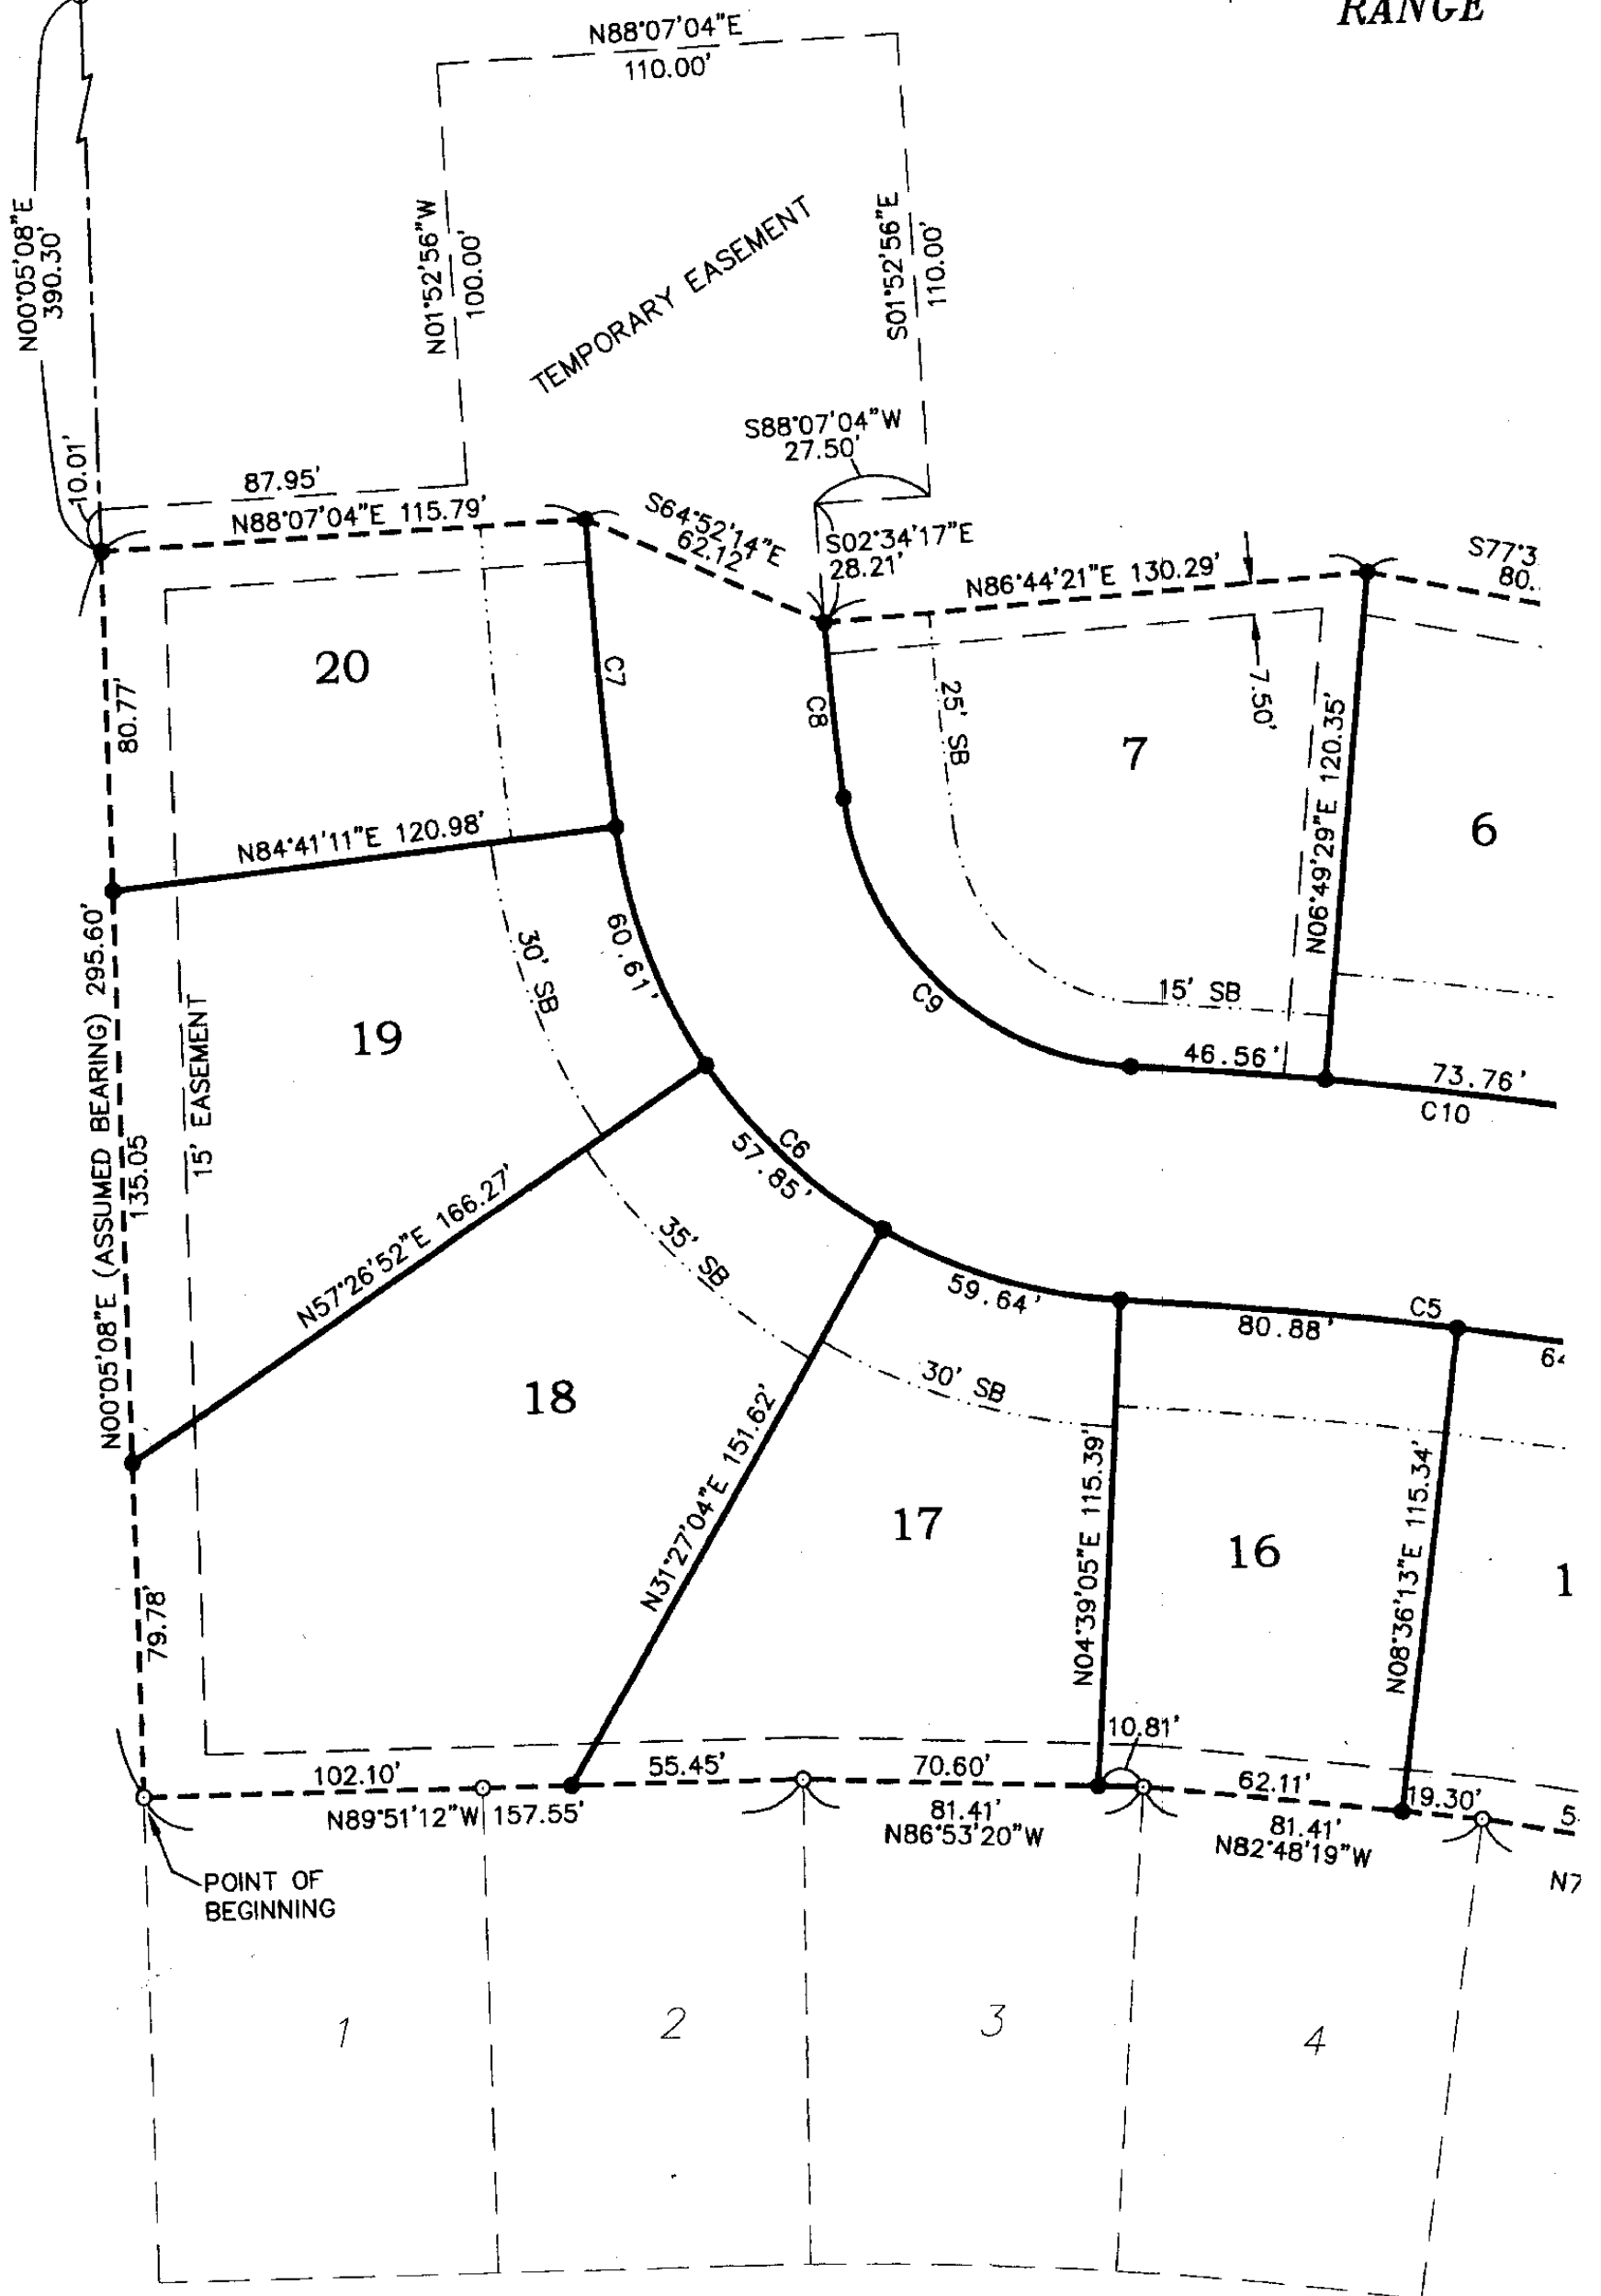 RANGE
N88°07'04"E
110.00'
N00°05'08"E
390.30'
N01°52'56"W
100.00'
TEMPORARY EASEMENT
S01°52'56"E
110.00'
S88°07'04"W
27.50'
10.01'
87.95'
N88°07'04"E 115.79'
S64°52'14"E
62.12'
S02°34'17"E
28.21'
N86°44'21"E 130.29'
S77°3
80.
20
C7
C8
25' SB
7
7.50'
N06°49'29"E 120.35'
6
80.77'
N84°41'11"E 120.98'
60.61'
30' SB
C9
15' SB
46.56'
73.76'
C10
19
15' EASEMENT
N00°05'08"E (ASSUMED BEARING) 295.60'
135.05
N57°26'52"E 166.27'
C6
57.85'
35' SB
59.64'
C5
80.88'
18
30' SB
N31°27'04"E 151.62'
17
N04°39'05"E 115.39'
16
N08°36'13"E 115.34'
1
79.78'
102.10'
55.45'
70.60'
10.81'
62.11'
19.30'
5
N89°51'12"W 157.55'
81.41'
N86°53'20"W
81.41'
N82°48'19"W
N7
POINT OF
BEGINNING
1
2
3
4